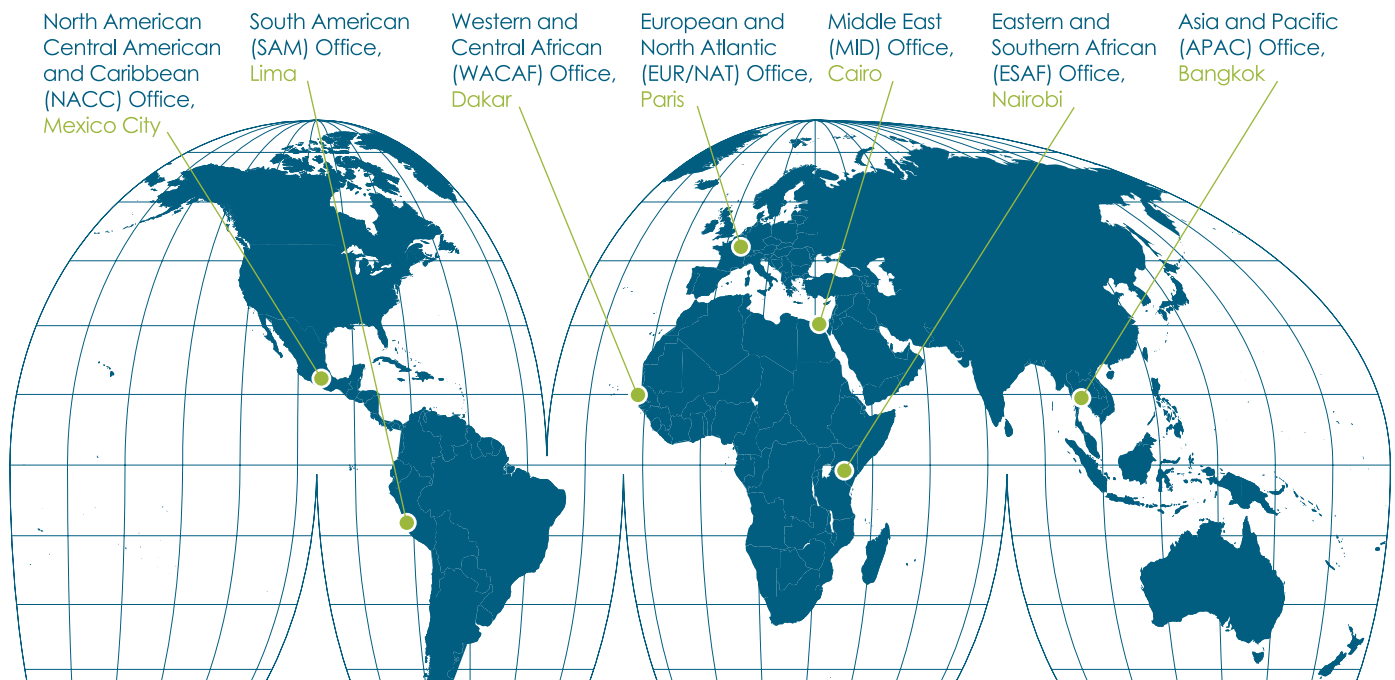 North American
Central American
and Caribbean
(NACC) Office,
Mexico City
South American
(SAM) Office,
Lima
Western and
Central African
(WACAF) Office,
Dakar
European and
North Atlantic
(EUR/NAT) Office,
Paris
Middle East
(MID) Office,
Cairo
Eastern and
Southern African
(ESAF) Office,
Nairobi
Asia and Pacific
(APAC) Office,
Bangkok